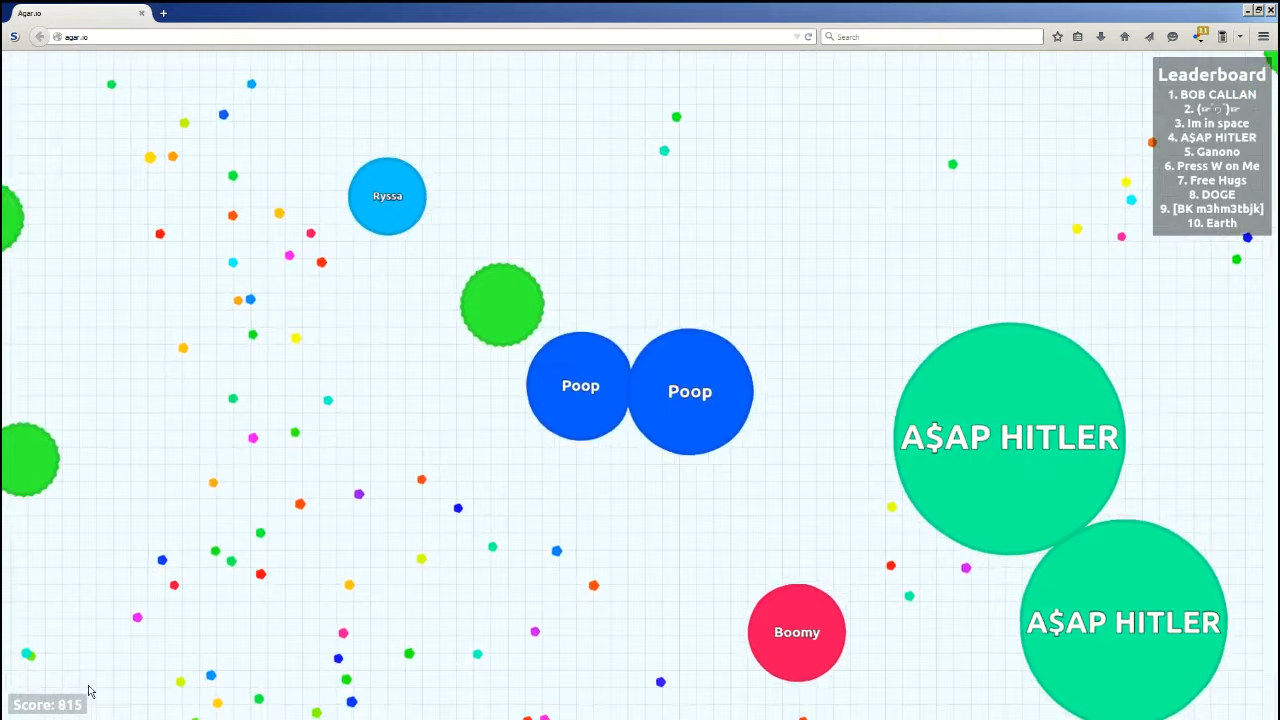 Agar.io
agar.io
Search
11
Leaderboard
1. BOB CALLAN
3. Im in space
4. A$AP HITLER
5. Ganono
6. Press W on Me
7. Free Hugs
8. DOGE
9. [BK m3hm3tbjk]
10. Earth
Ryssa
Poop
Poop
A$AP HITLER
A$AP HITLER
Boomy
Score: 815